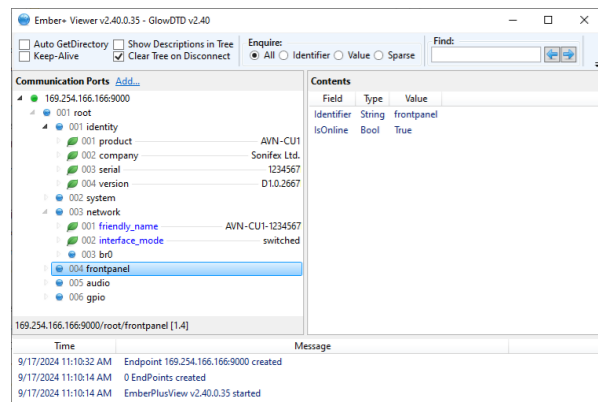 Ember+ Viewer v2.40.0.35 - GlowDTD v2.40
Auto GetDirectory Show Descriptions in Tree Enquire: Find:
Keep-Alive Clear Tree on Disconnect All Identifier Value Sparse
Communication Ports Add... Contents
169.254.166.166:9000 Field Type Value
001 root Identifier String frontpanel
001 identity IsOnline Bool True
001 product AVN-CU1
002 company Sonifex Ltd.
003 serial 1234567
004 version D1.0.2667
002 system
003 network
001 friendly_name AVN-CU1-1234567
002 interface_mode switched
003 br0
004 frontpanel
005 audio
006 gpio
169.254.166.166:9000/root/frontpanel [1.4]
Time Message
9/17/2024 11:10:32 AM Endpoint 169.254.166.166:9000 created
9/17/2024 11:10:14 AM 0 EndPoints created
9/17/2024 11:10:14 AM EmberPlusView v2.40.0.35 started